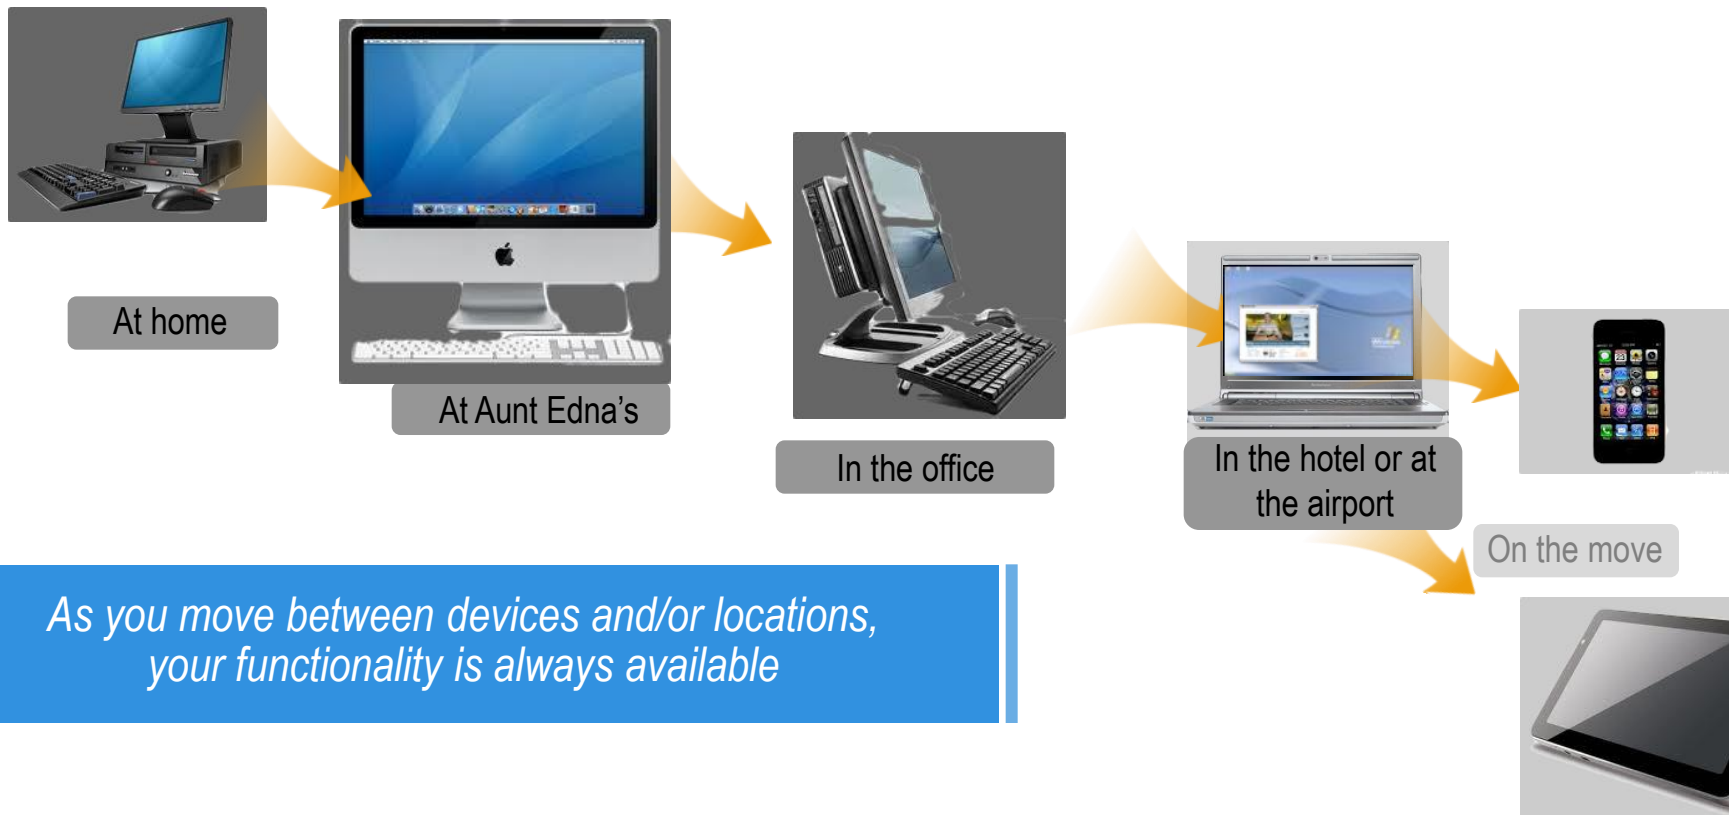 At home
At Aunt Edna’s
In the office
In the hotel or at
the airport
On the move
As you move between devices and/or locations,
your functionality is always available